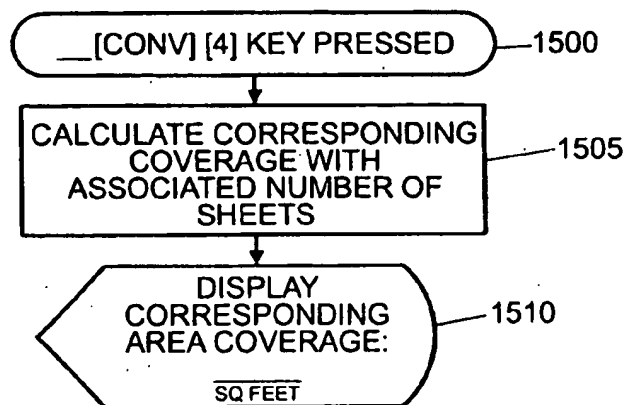 __[CONV] [4] KEY PRESSED
1500
CALCULATE CORRESPONDING
COVERAGE WITH
ASSOCIATED NUMBER OF
SHEETS
1505
DISPLAY
CORRESPONDING
AREA COVERAGE:
SQ FEET
1510